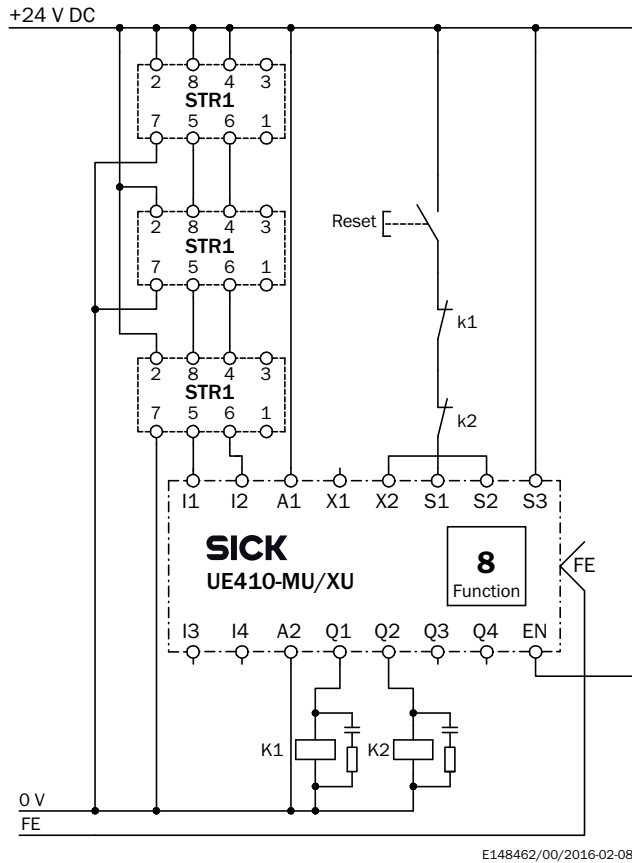 +24 V DC
2 8 4 3
STR1
7 5 6 1
2 8 4 3
STR1
7 5 6 1
2 8 4 3
STR1
7 5 6 1
Reset
k1
k2
I1 I2 A1 X1 X2 S1 S2 S3
SICK
UE410-MU/XU
8
Function
FE
I3 I4 A2 Q1 Q2 Q3 Q4 EN
K1 K2
0 V
FE
E148462/00/2016-02-08